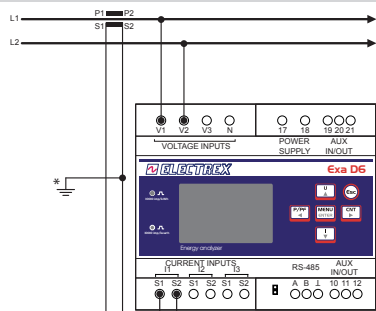 P1 P2
L1
S1 S2
L2
V1 V2 V3 N 17 18 19 20 21
VOLTAGE INPUTS POWER SUPPLY AUX IN/OUT
ELECTREX Exa D6
*
U
Esc
P/PF MENU ENTER CNT
I
Energy analyzer
CURRENT INPUTS RS-485 AUX IN/OUT
I1 I2 I3
S1 S2 S1 S2 S1 S2 A B ⊥ 10 11 12